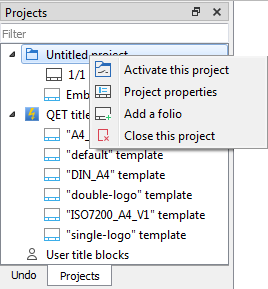 Projects
Filter
Untitled project
1/1
Emb
QET title
"A4_
"default" template
"DIN_A4" template
"double-logo" template
"ISO7200_A4_V1" template
"single-logo" template
User title blocks
Activate this project
Project properties
Add a folio
Close this project
Undo
Projects